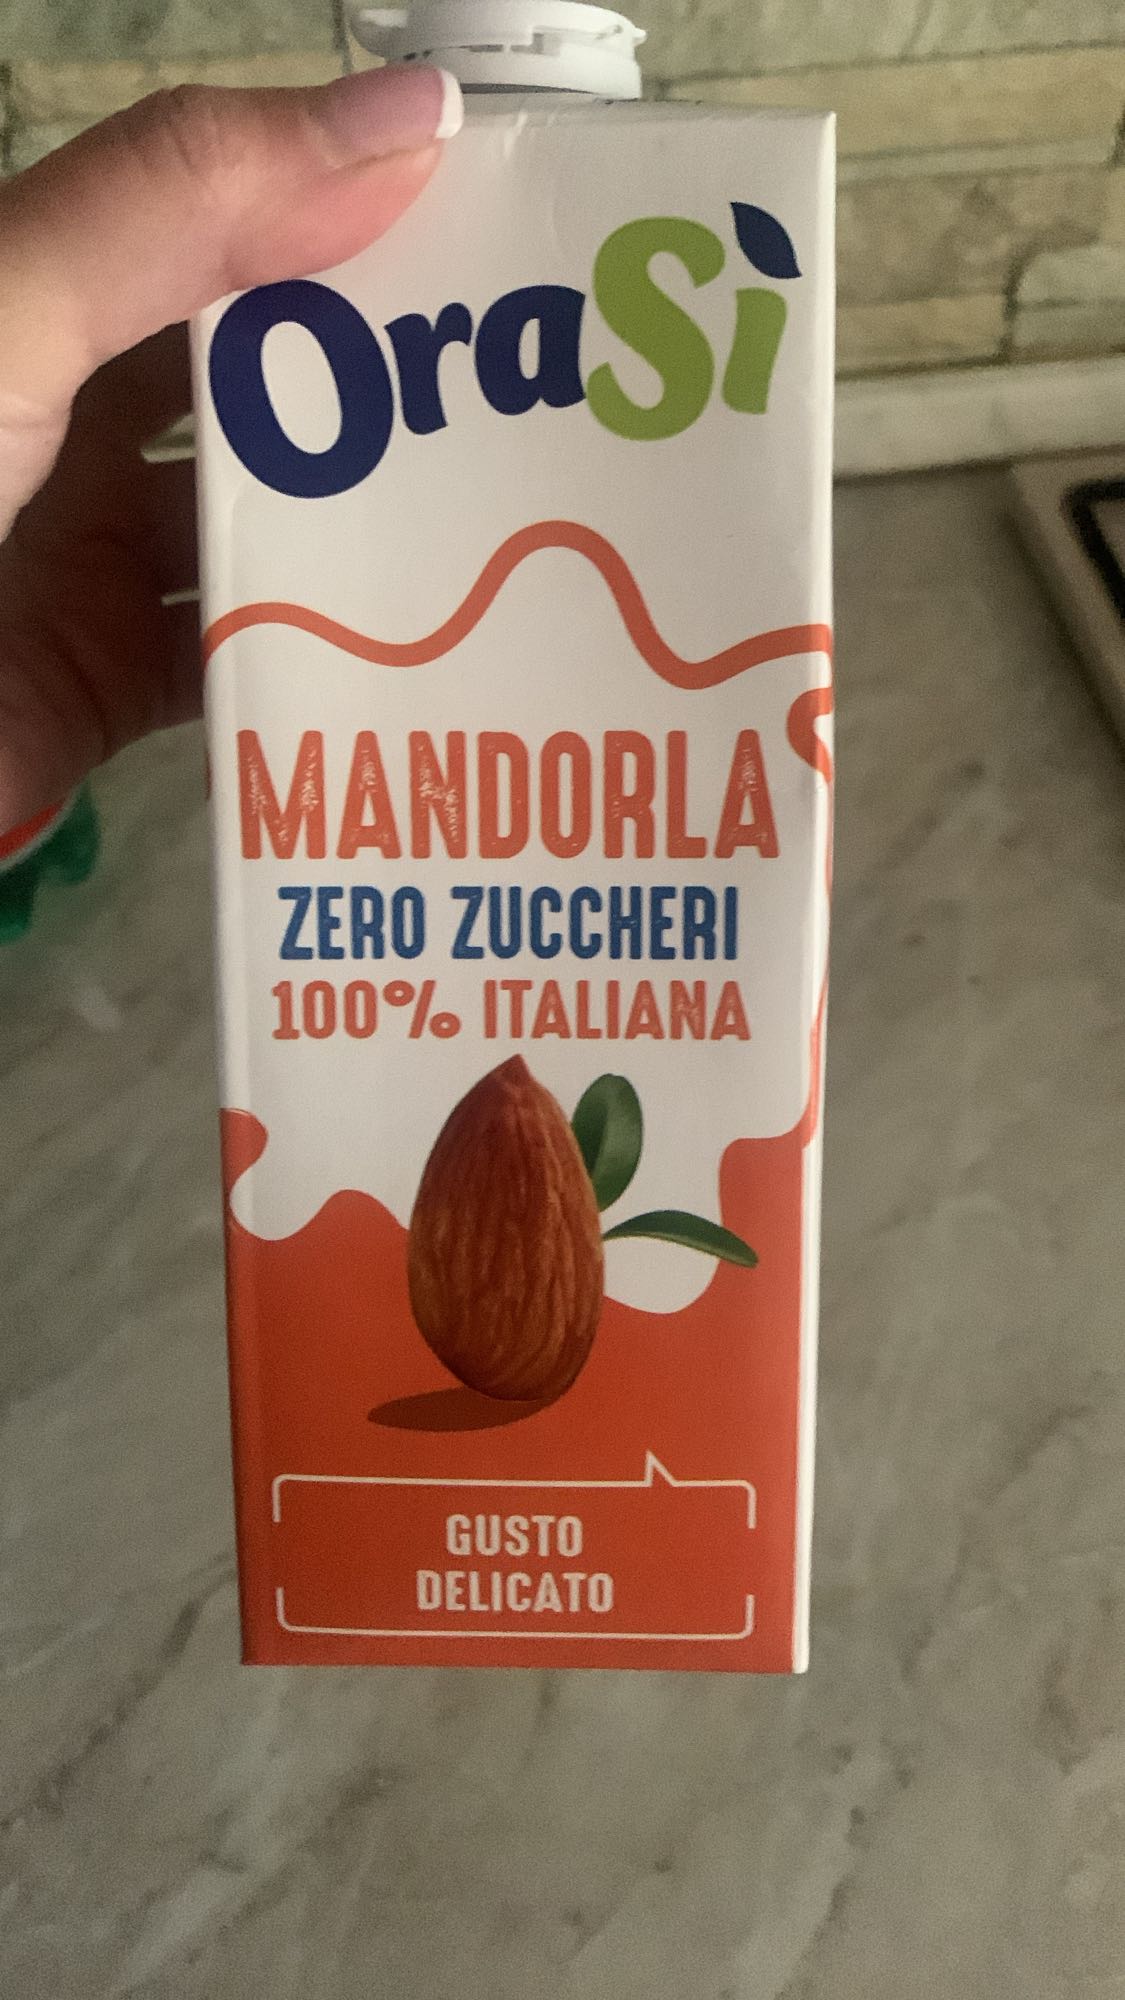 OraSì
MANDORLA
ZERO ZUCCHERI
100% ITALIANA
GUSTO
DELICATO